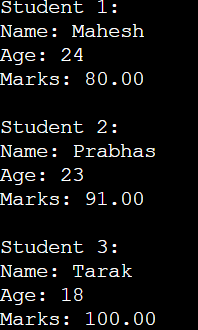 Student 1:
Name: Mahesh
Age: 24
Marks: 80.00
Student 2:
Name: Prabhas
Age: 23
Marks: 91.00
Student 3:
Name: Tarak
Age: 18
Marks: 100.00